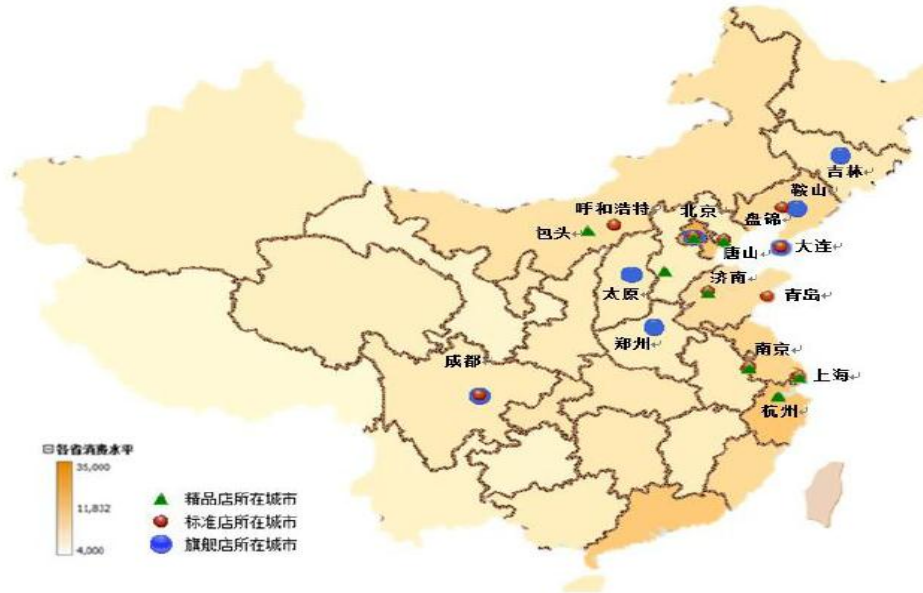 吉林
鞍山
呼和浩特
北京
盘锦
包头
唐山
大连
济南
太原
青岛
郑州
南京
成都
上海
杭州
各省消费水平
35,000
11,832
4,000
精品店所在城市
标准店所在城市
旗舰店所在城市